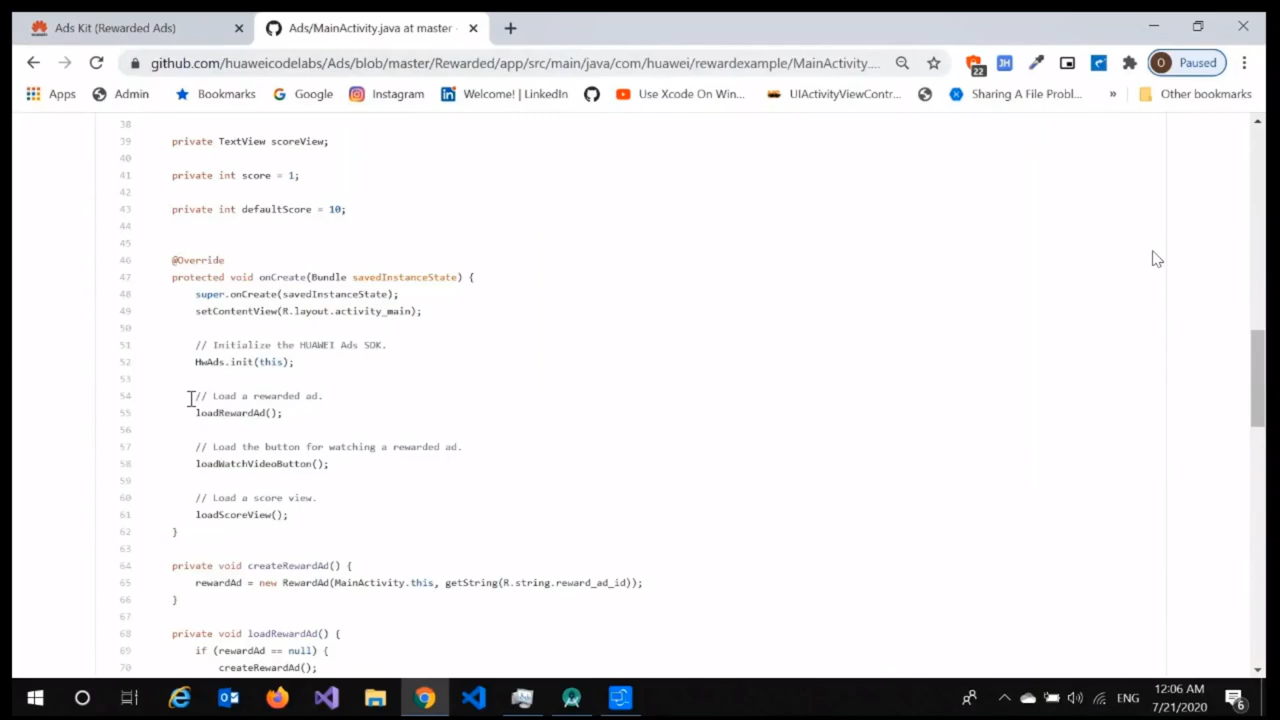 Ads Kit (Rewarded Ads)
Ads/MainActivity.java at master
github.com/huaweicodelabs/Ads/blob/master/Rewarded/app/src/main/java/com/huawei/rewardexample/MainActivity....
22
JH
O
Paused
Apps
Admin
Bookmarks
Google
Instagram
Welcome! | LinkedIn
Use Xcode On Win...
UIActivityViewContr...
Sharing A File Probl...
»
Other bookmarks
38
39 private TextView scoreView;
40
41 private int score = 1;
42
43 private int defaultScore = 10;
44
45
46 @Override
47 protected void onCreate(Bundle savedInstanceState) {
48 super.onCreate(savedInstanceState);
49 setContentView(R.layout.activity_main);
50
51 // Initialize the HUAWEI Ads SDK.
52 HwAds.init(this);
53
54 // Load a rewarded ad.
55 loadRewardAd();
56
57 // Load the button for watching a rewarded ad.
58 loadWatchVideoButton();
59
60 // Load a score view.
61 loadScoreView();
62 }
63
64 private void createRewardAd() {
65 rewardAd = new RewardAd(MainActivity.this, getString(R.string.reward_ad_id));
66 }
67
68 private void loadRewardAd() {
69 if (rewardAd == null) {
70 createRewardAd();
ENG
12:06 AM
7/21/2020
6